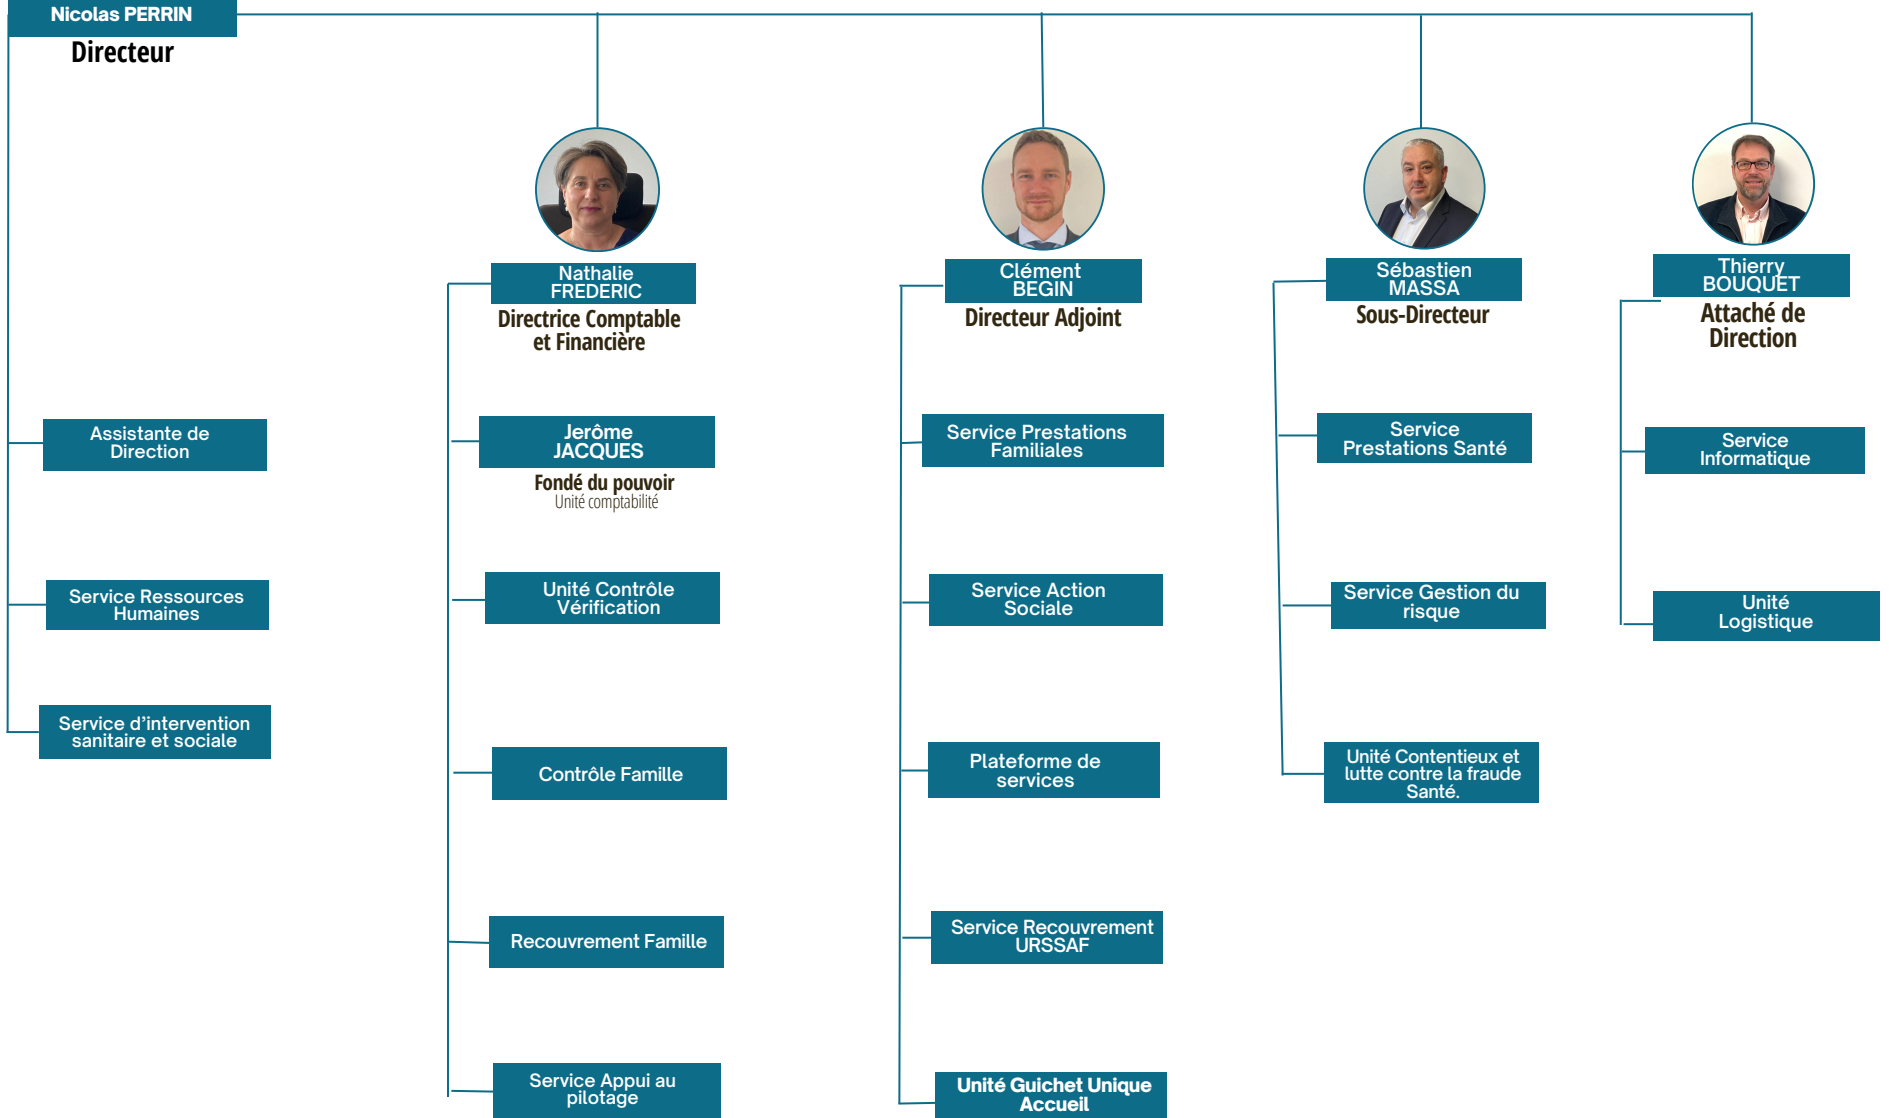 Nicolas PERRIN
Directeur
Assistante de
Direction
Service Ressources
Humaines
Service d’intervention
sanitaire et sociale
Nathalie
FREDERIC
Directrice Comptable
et Financière
Jerôme
JACQUES
Fondé du pouvoir
Unité comptabilité
Unité Contrôle
Vérification
Contrôle Famille
Recouvrement Famille
Service Appui au
pilotage
Clément
BEGIN
Directeur Adjoint
Service Prestations
Familiales
Service Action
Sociale
Plateforme de
services
Service Recouvrement
URSSAF
Unité Guichet Unique
Accueil
Sébastien
MASSA
Sous-Directeur
Service
Prestations Santé
Service Gestion du
risque
Unité Contentieux et
lutte contre la fraude
Santé.
Thierry
BOUQUET
Attaché de
Direction
Service
Informatique
Unité
Logistique